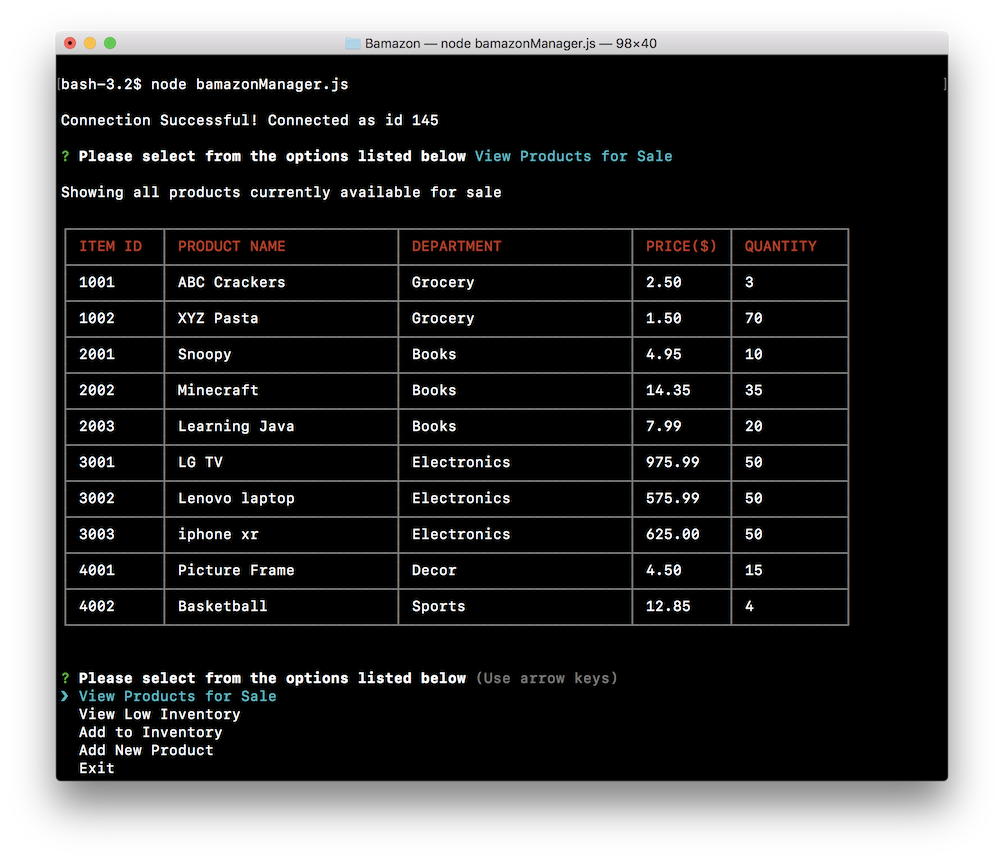 Bamazon — node bamazonManager.js — 98×40
[bash-3.2$ node bamazonManager.js ]
Connection Successful! Connected as id 145
? Please select from the options listed below View Products for Sale
Showing all products currently available for sale
ITEM ID PRODUCT NAME DEPARTMENT PRICE($) QUANTITY
1001 ABC Crackers Grocery 2.50 3
1002 XYZ Pasta Grocery 1.50 70
2001 Snoopy Books 4.95 10
2002 Minecraft Books 14.35 35
2003 Learning Java Books 7.99 20
3001 LG TV Electronics 975.99 50
3002 Lenovo laptop Electronics 575.99 50
3003 iphone xr Electronics 625.00 50
4001 Picture Frame Decor 4.50 15
4002 Basketball Sports 12.85 4
? Please select from the options listed below (Use arrow keys)
❯ View Products for Sale
View Low Inventory
Add to Inventory
Add New Product
Exit